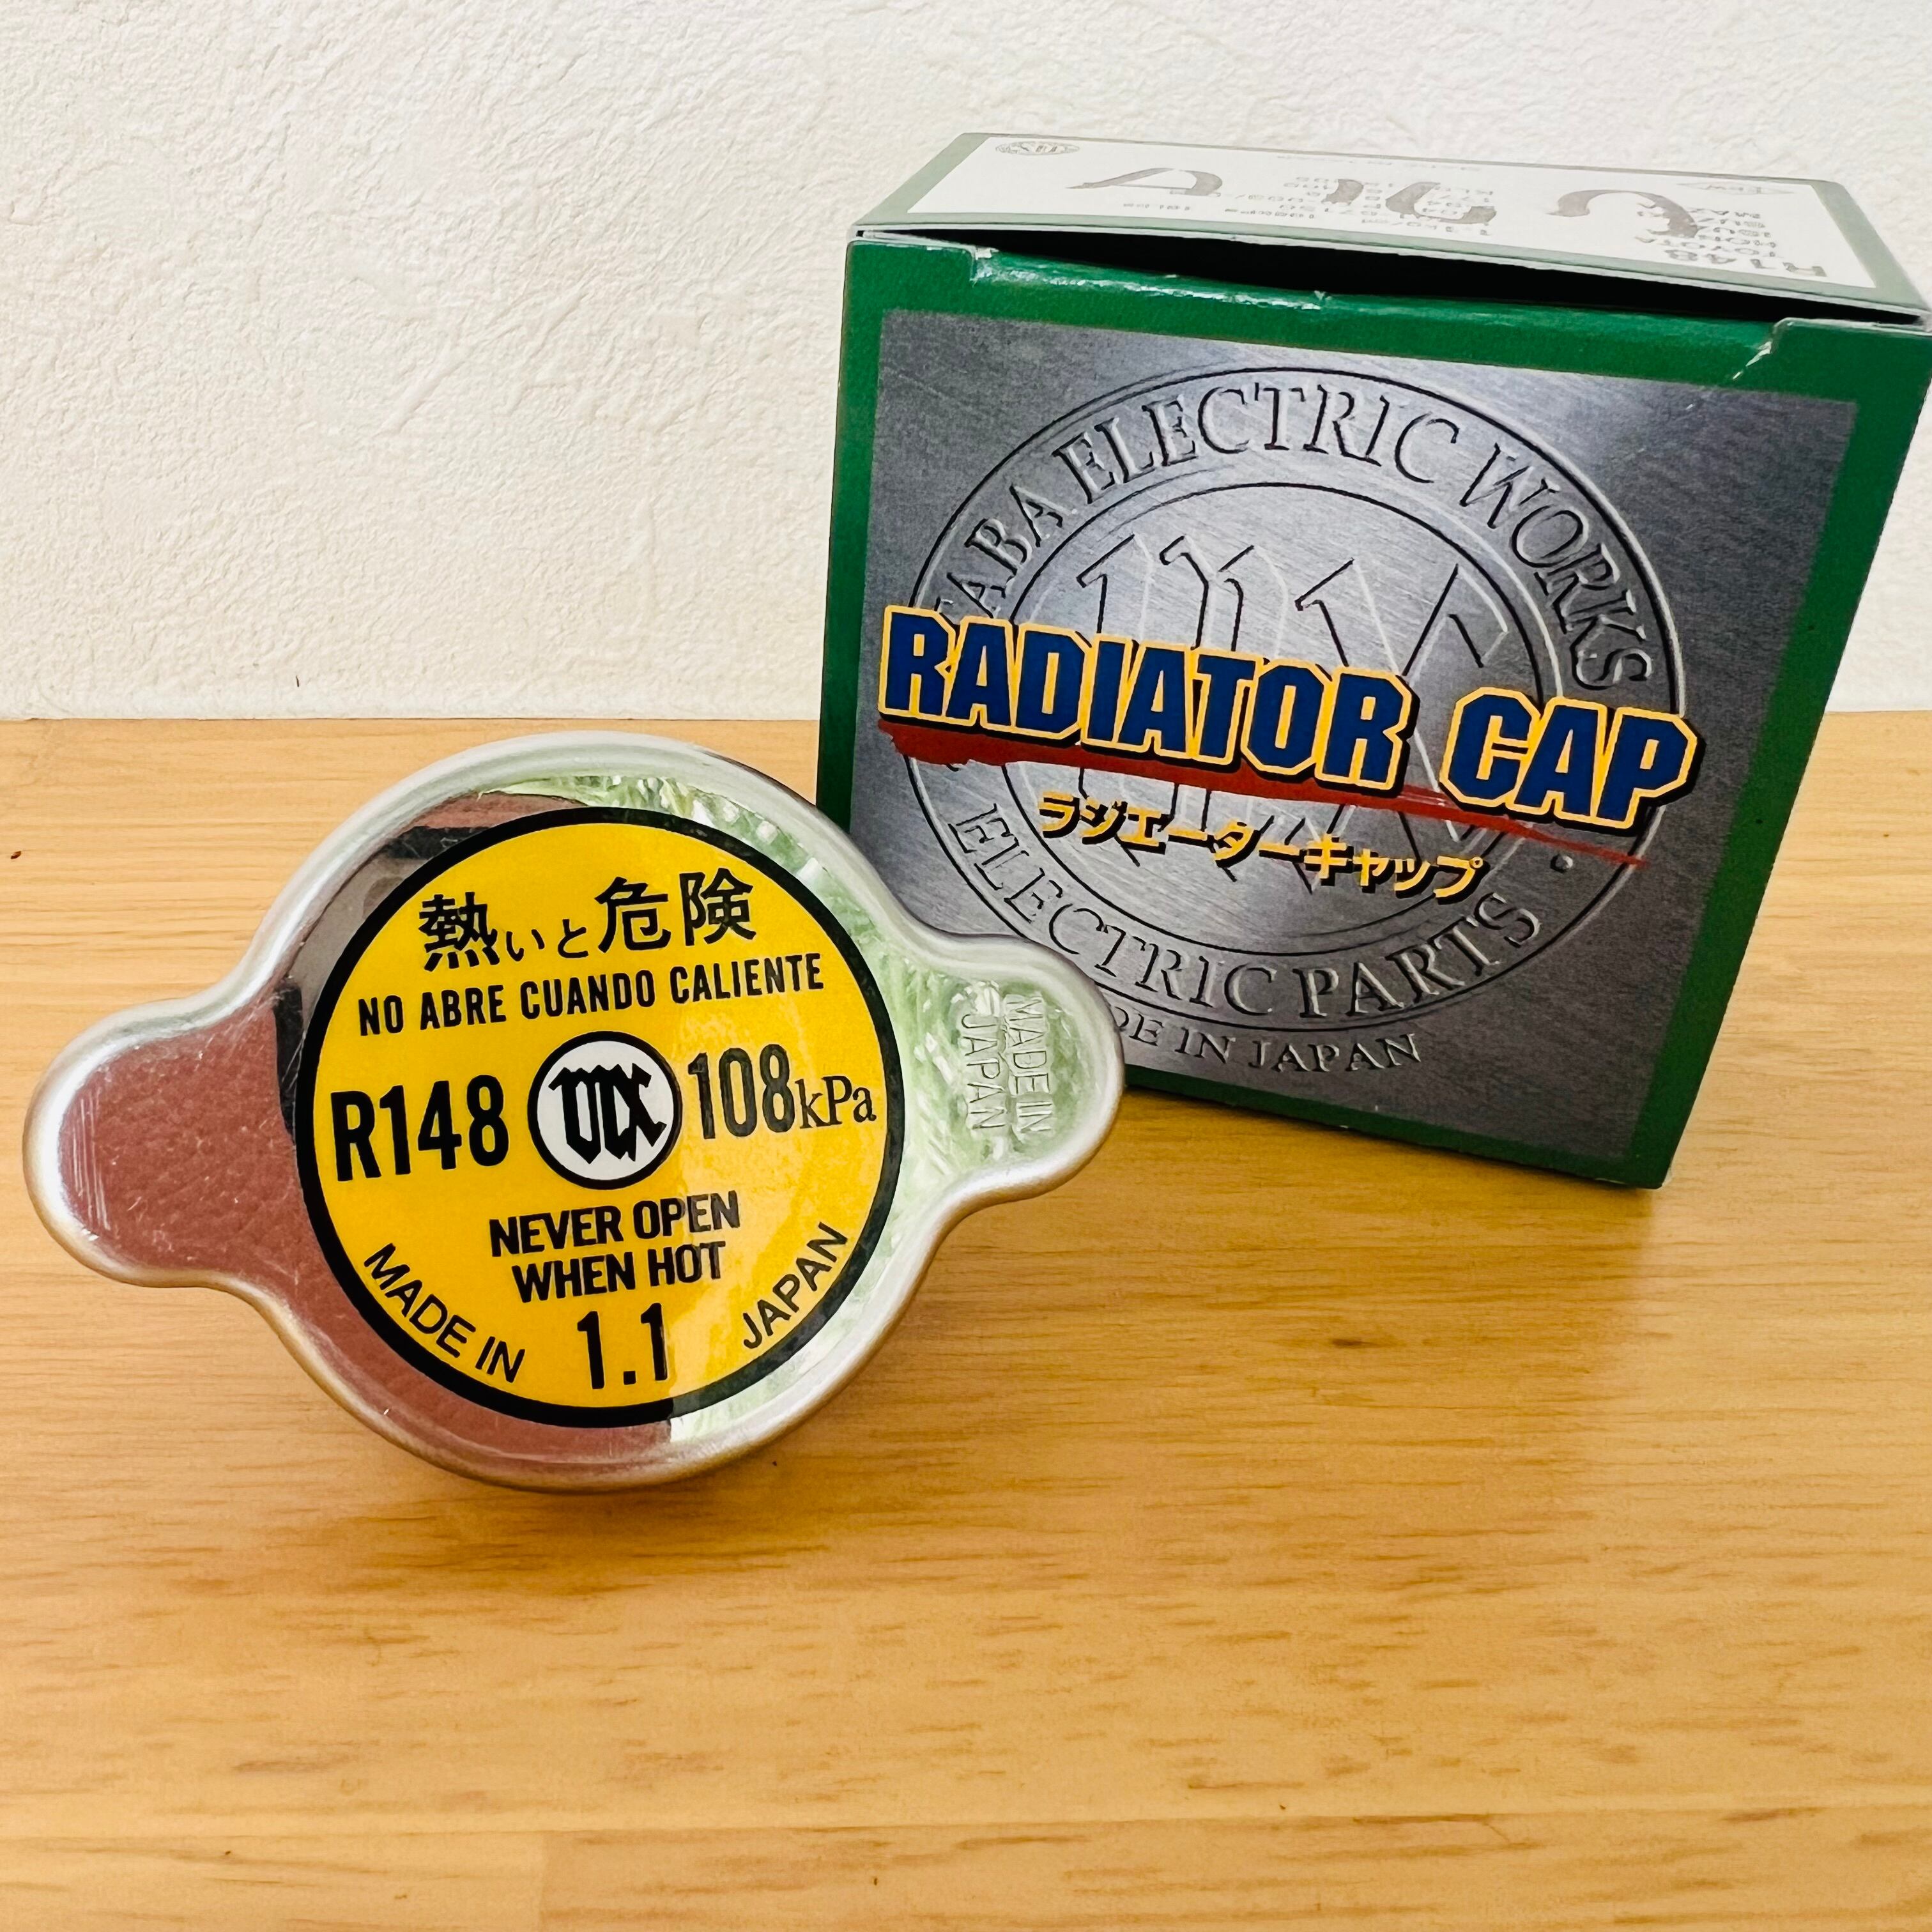 R148
ABA ELECTRIC WORKS
RADIATOR CAP
ラジエーターキャップ
ELECTRIC PARTS
DE IN JAPAN
熱いと危険
NO ABRE CUANDO CALIENTE
R148 108kPa
NEVER OPEN
WHEN HOT
1.1
MADE IN JAPAN
MADE IN
JAPAN